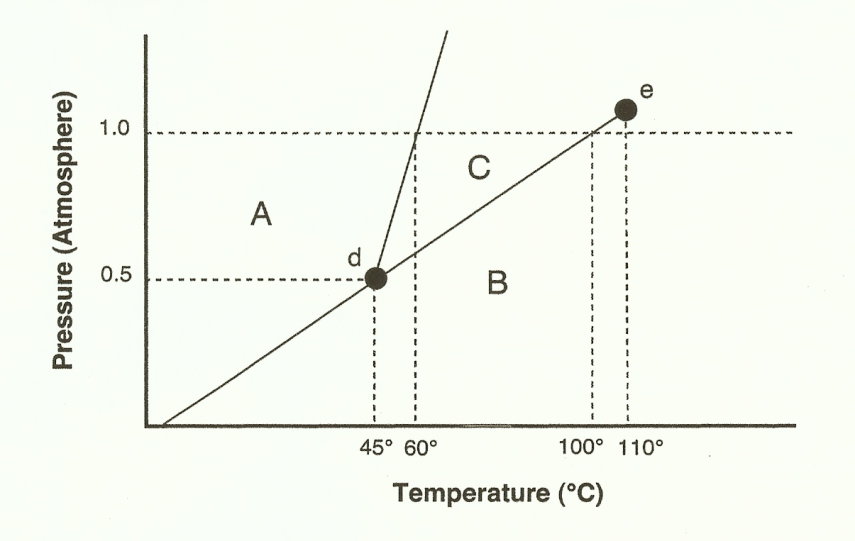 Pressure (Atmosphere)
1.0
0.5
A
B
C
d
e
45° 60° 100° 110°
Temperature (°C)